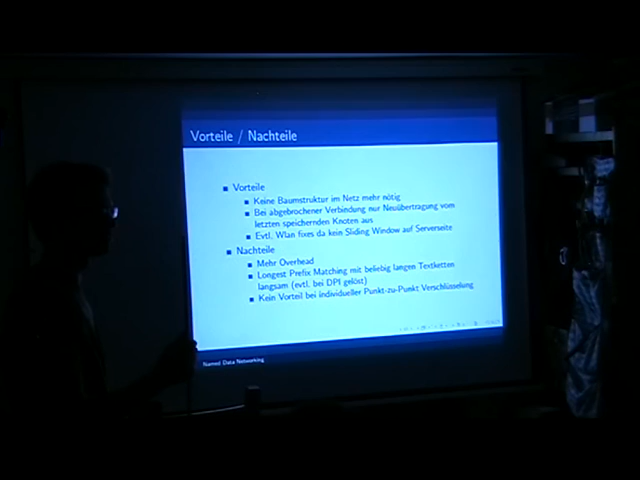 Vorteile / Nachteile
Vorteile
Keine Baumstruktur im Netz mehr nötig
Bei abgebrochener Verbindung nur Neuübertragung vom
letzten speichernden Knoten aus
Evtl. Wlan fixes da kein Sliding Window auf Serverseite
Nachteile
Mehr Overhead
Longest Prefix Matching mit beliebig langen Textketten
langsam (evtl. bei DPI gelöst)
Kein Vorteil bei individueller Punkt-zu-Punkt Verschlüsselung
Named Data Networking